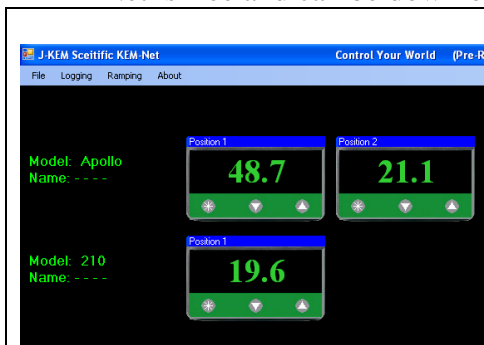 J-KEM Sceitific KEM-Net Control Your World (Pre-R
File Logging Ramping About
Position 1 Position 2
Model: Apollo
Name: - - - -
48.7 21.1
Position 1
Model: 210
Name: - - - -
19.6